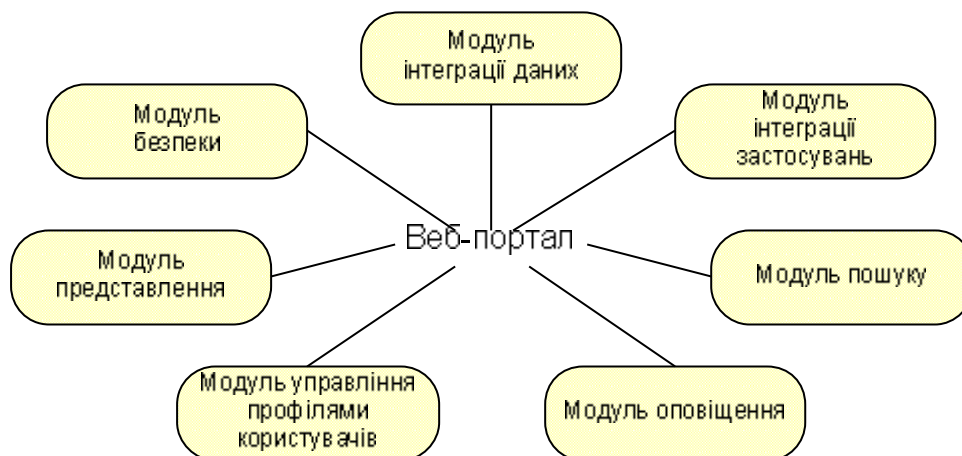 Модуль
інтеграції даних
Модуль
безпеки
Модуль
інтеграції
застосувань
Веб-портал
Модуль
представлення
Модуль пошуку
Модуль управління
профілями
користувачів
Модуль оповіщення